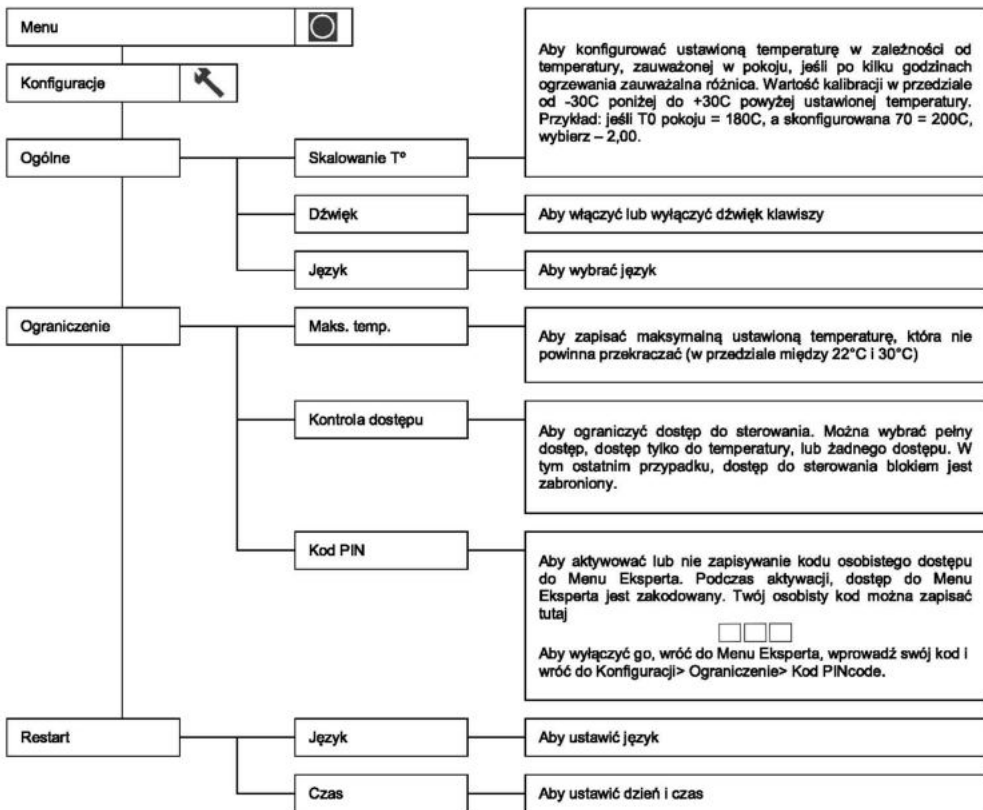 Menu
Konfiguracje
Aby konfigurować ustawioną temperaturę w zależności od
temperatury, zauważonej w pokoju, jeśli po kilku godzinach
ogrzewania zauważalna różnica. Wartość kalibracji w przedziale
od -30C poniżej do +30C powyżej ustawionej temperatury.
Przykład: jeśli T0 pokoju = 180C, a skonfigurowana 70 = 200C,
wybierz – 2,00.
Ogólne
Skalowanie Tº
Dźwięk
Aby włączyć lub wyłączyć dźwięk klawiszy
Język
Aby wybrać język
Ograniczenie
Maks. temp.
Aby zapisać maksymalną ustawioną temperaturę, która nie
powinna przekraczać (w przedziale między 22°C i 30°C)
Kontrola dostępu
Aby ograniczyć dostęp do sterowania. Można wybrać pełny
dostęp, dostęp tylko do temperatury, lub żadnego dostępu. W
tym ostatnim przypadku, dostęp do sterowania blokiem jest
zabroniony.
Kod PIN
Aby aktywować lub nie zapisywanie kodu osobistego dostępu
do Menu Eksperta. Podczas aktywacji, dostęp do Menu
Eksperta jest zakodowany. Twój osobisty kod można zapisać
tutaj
Aby wyłączyć go, wróć do Menu Eksperta, wprowadź swój kod i
wróć do Konfiguracji> Ograniczenie> Kod PINcode.
Restart
Język
Aby ustawić język
Czas
Aby ustawić dzień i czas